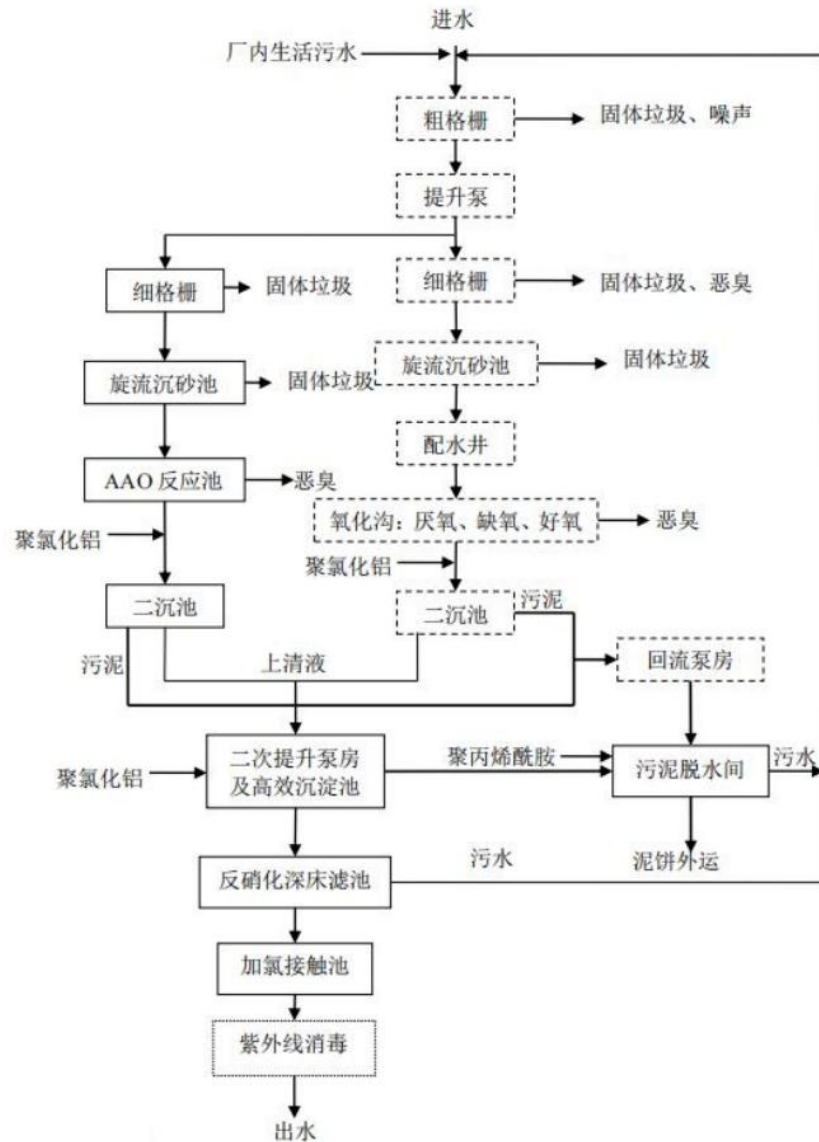 进水
厂内生活污水
粗格栅
固体垃圾、噪声
提升泵
细格栅
固体垃圾
细格栅
固体垃圾、恶臭
旋流沉砂池
固体垃圾
旋流沉砂池
固体垃圾
配水井
AAO 反应池
恶臭
氧化沟：厌氧、缺氧、好氧
恶臭
聚氯化铝
聚氯化铝
二沉池
二沉池
污泥
污泥
上清液
回流泵房
聚氯化铝
二次提升泵房
及高效沉淀池
聚丙烯酰胺
污泥脱水间
污水
泥饼外运
反硝化深床滤池
污水
加氯接触池
紫外线消毒
出水